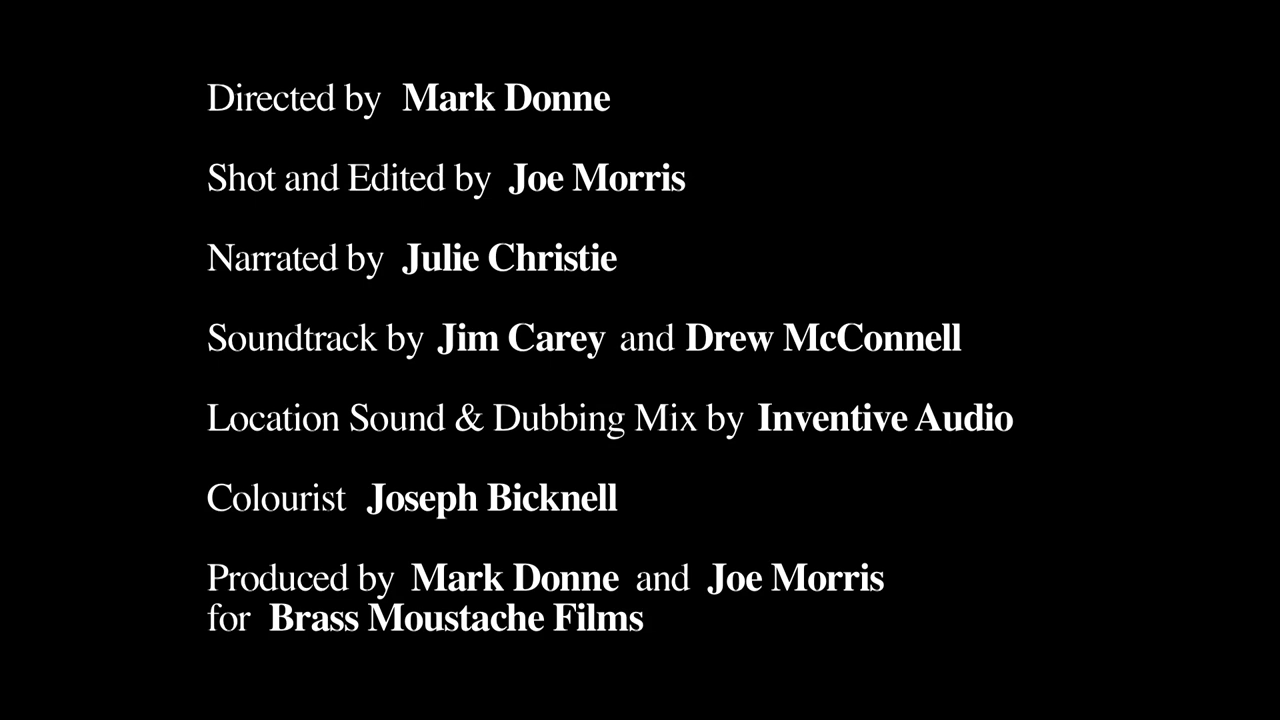 Directed by Mark Donne
Shot and Edited by Joe Morris
Narrated by Julie Christie
Soundtrack by Jim Carey and Drew McConnell
Location Sound & Dubbing Mix by Inventive Audio
Colourist Joseph Bicknell
Produced by Mark Donne and Joe Morris
for Brass Moustache Films